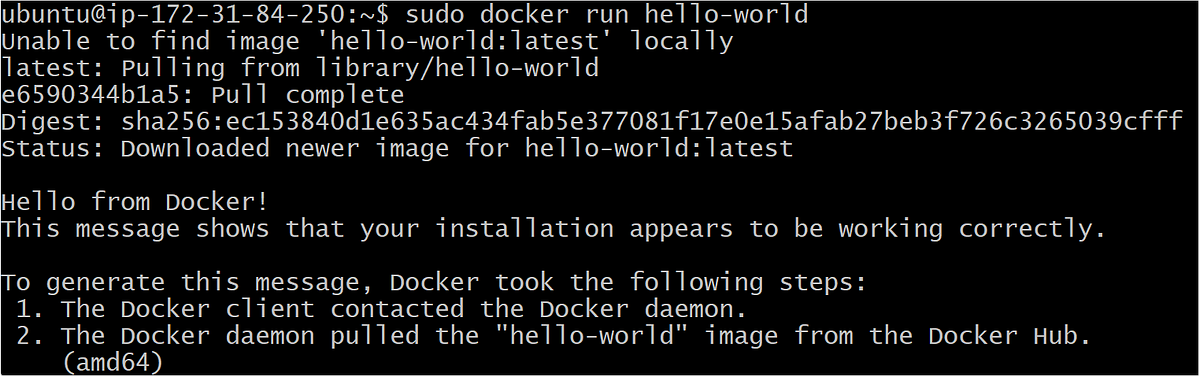 ubuntu@ip-172-31-84-250:~$ sudo docker run hello-world
Unable to find image 'hello-world:latest' locally
latest: Pulling from library/hello-world
e6590344b1a5: Pull complete
Digest: sha256:ec153840d1e635ac434fab5e377081f17e0e15afab27beb3f726c3265039cfff
Status: Downloaded newer image for hello-world:latest

Hello from Docker!
This message shows that your installation appears to be working correctly.

To generate this message, Docker took the following steps:
 1. The Docker client contacted the Docker daemon.
 2. The Docker daemon pulled the "hello-world" image from the Docker Hub.
    (amd64)